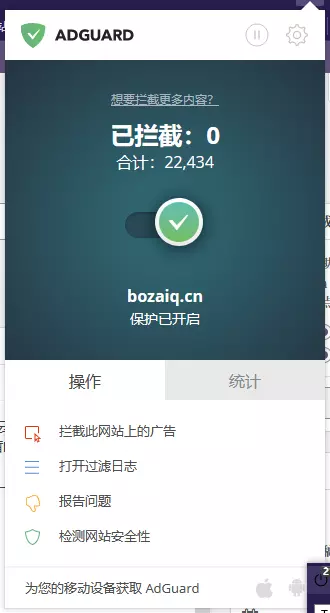 ADGUARD
想要拦截更多内容?
已拦截:0
合计:22,434
bozaiq.cn
保护已开启
操作
统计
拦截此网站上的广告
打开过滤日志
报告问题
检测网站安全性
为您的移动设备获取 AdGuard
2